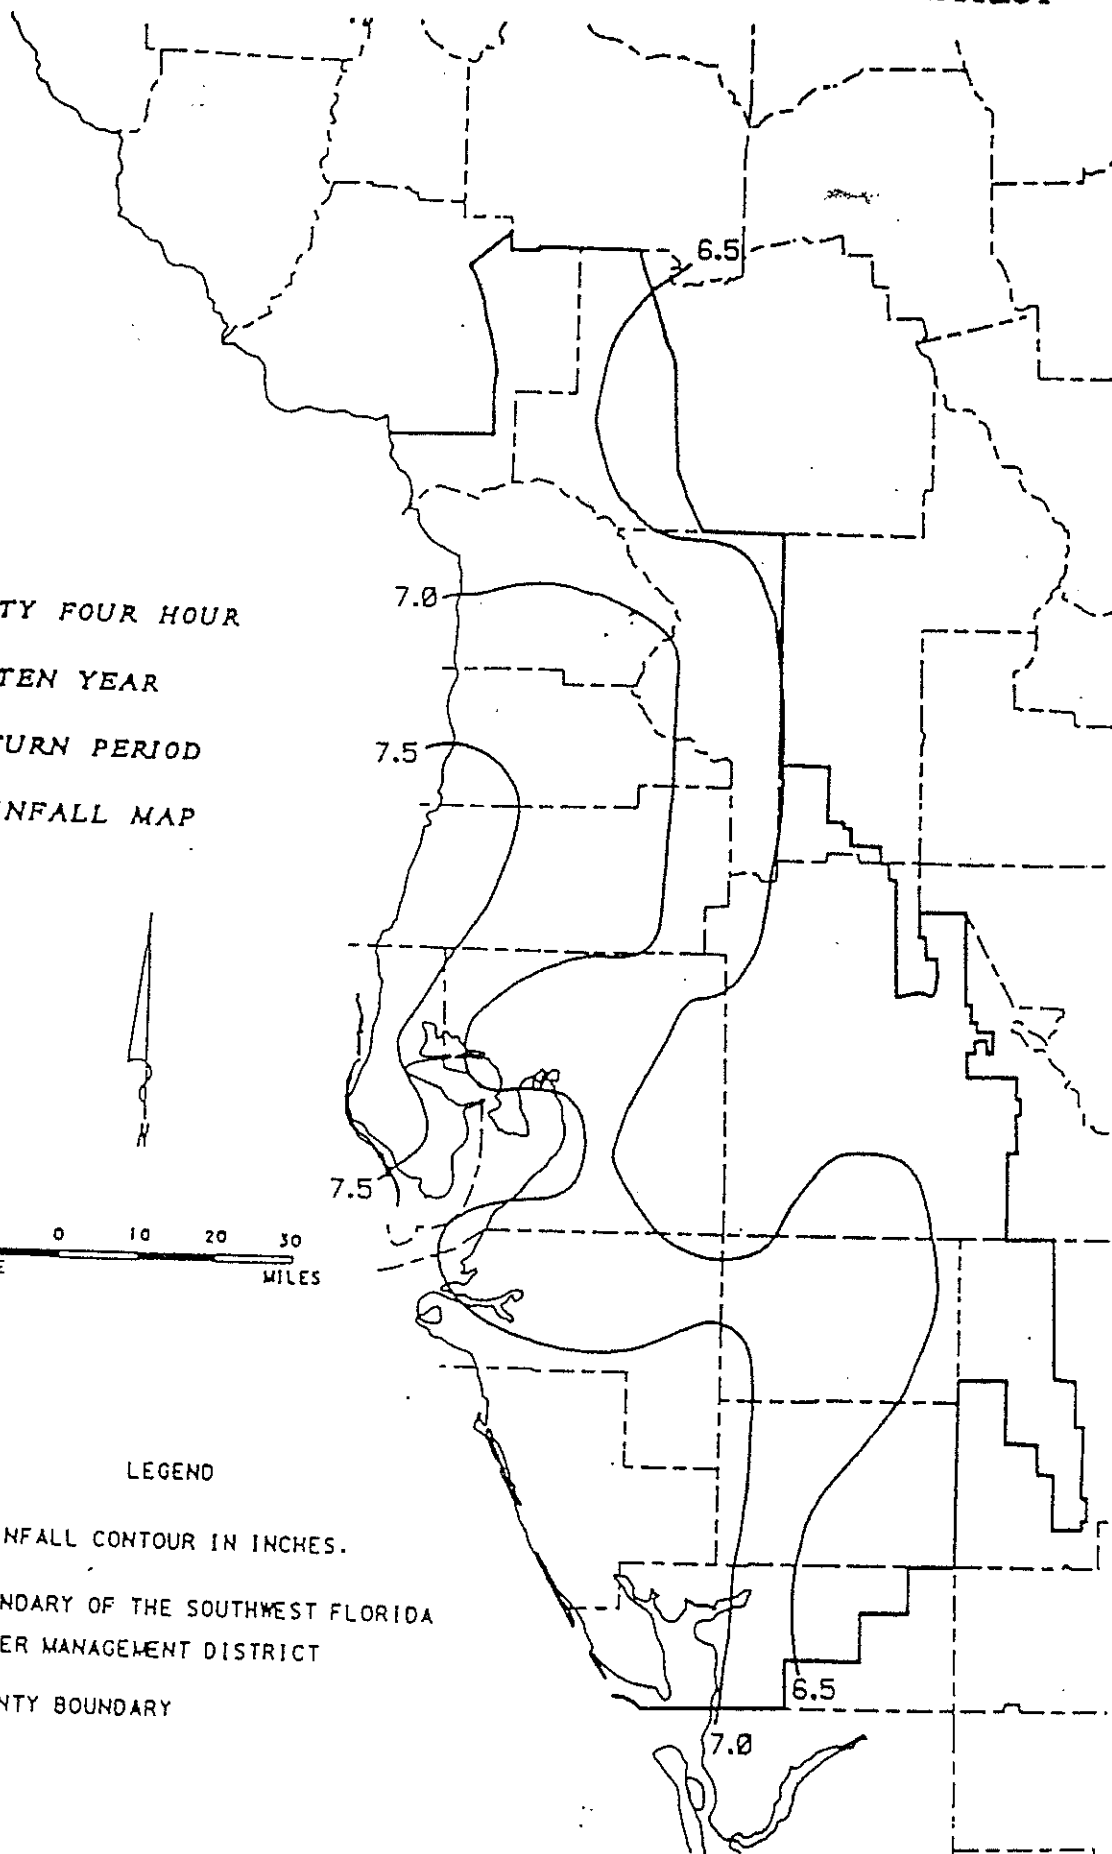 6.5
7.0
TY FOUR HOUR
TEN YEAR
TURN PERIOD
NFALL MAP
7.5
N
7.5
0 10 20 30
E MILES
LEGEND
NFALL CONTOUR IN INCHES.
NDARY OF THE SOUTHWEST FLORIDA
ER MANAGEMENT DISTRICT
NTY BOUNDARY
6.5
7.0